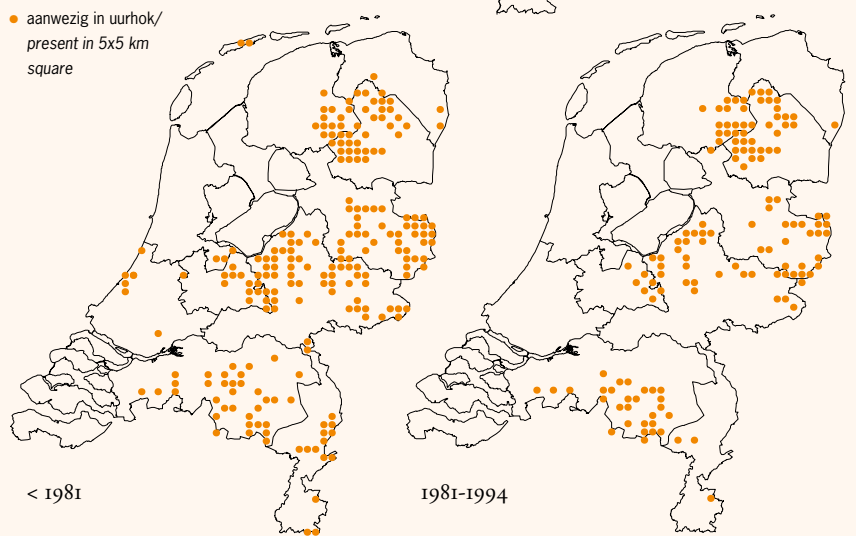 aanwezig in uurhok/
present in 5x5 km
square
< 1981
1981-1994